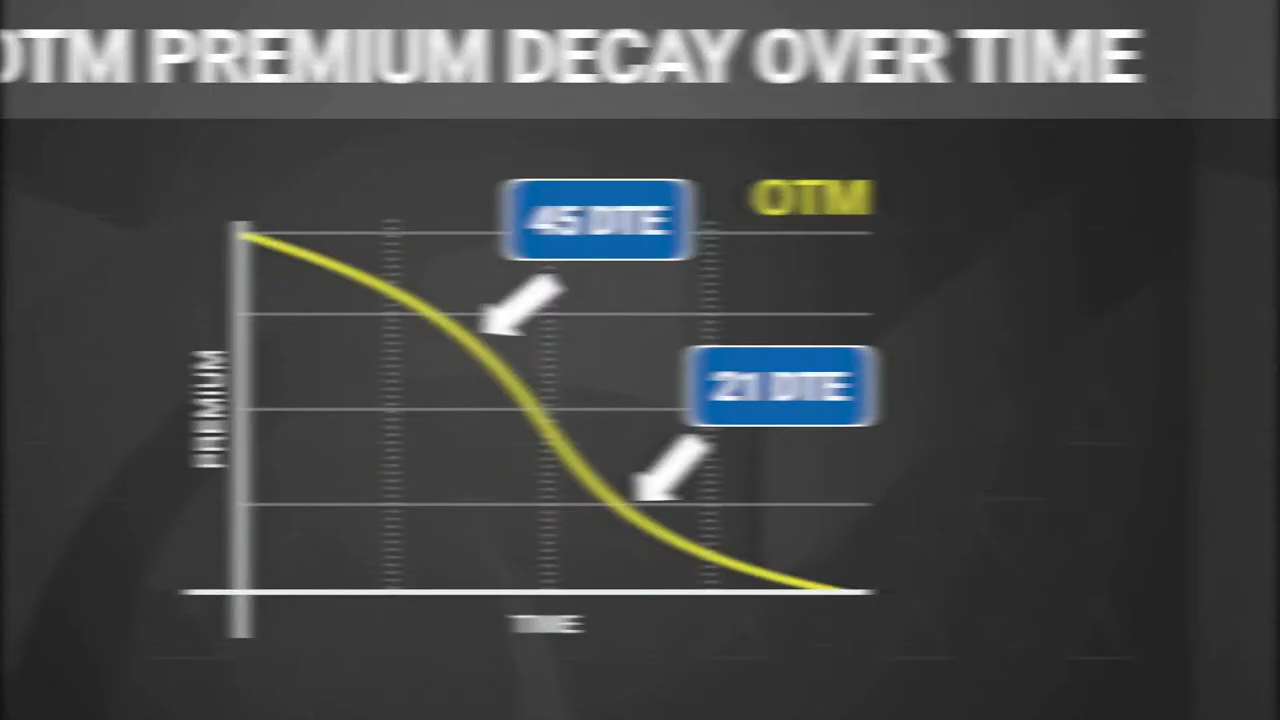 OTM PREMIUM DECAY OVER TIME
OTM
45 DTE
21 DTE
PREMIUM
TIME